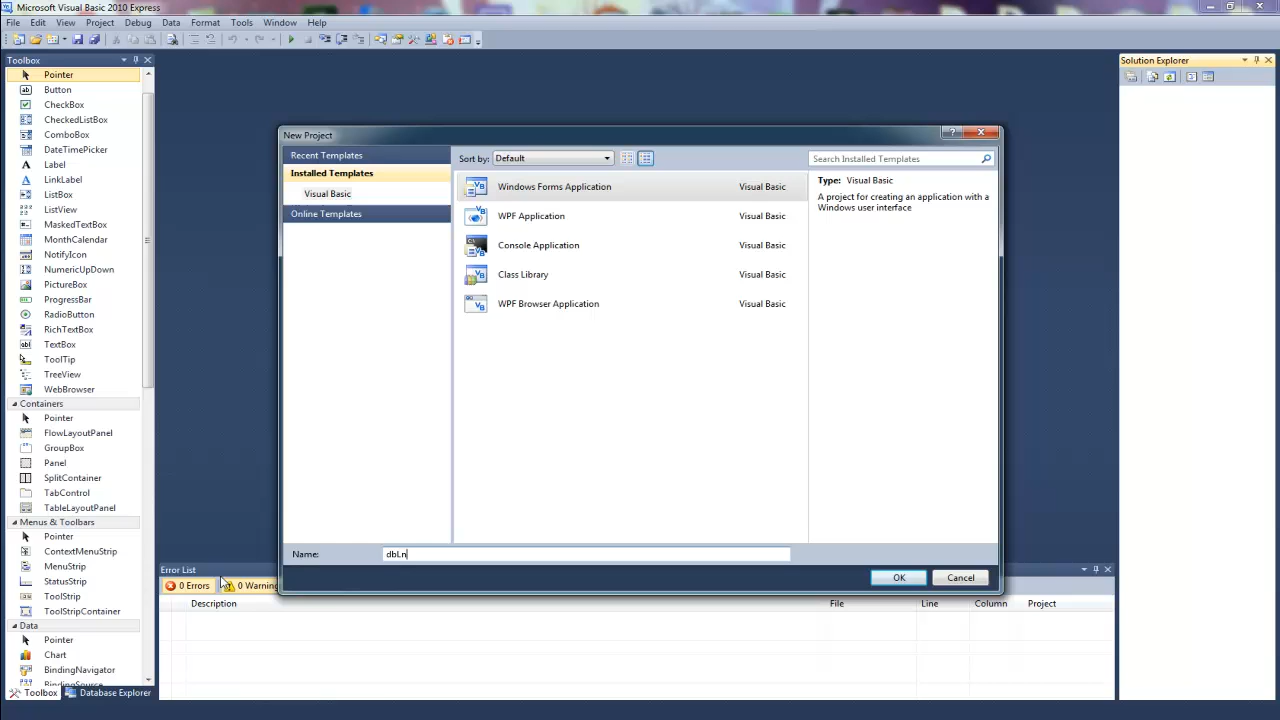 Microsoft Visual Basic 2010 Express
File Edit View Project Debug Data Format Tools Window Help
Toolbox
Pointer
Button
CheckBox
CheckedListBox
ComboBox
DateTimePicker
Label
LinkLabel
ListBox
ListView
MaskedTextBox
MonthCalendar
NotifyIcon
NumericUpDown
PictureBox
ProgressBar
RadioButton
RichTextBox
TextBox
ToolTip
TreeView
WebBrowser
Containers
Pointer
FlowLayoutPanel
GroupBox
Panel
SplitContainer
TabControl
TableLayoutPanel
Menus & Toolbars
Pointer
ContextMenuStrip
MenuStrip
StatusStrip
ToolStrip
ToolStripContainer
Data
Pointer
Chart
BindingNavigator
BindingSource
Toolbox Database Explorer
New Project
Recent Templates
Installed Templates
Visual Basic
Online Templates
Sort by: Default
Windows Forms Application Visual Basic
WPF Application Visual Basic
Console Application Visual Basic
Class Library Visual Basic
WPF Browser Application Visual Basic
Search Installed Templates
Type: Visual Basic
A project for creating an application with a
Windows user interface
Name: dbLn
OK Cancel
Error List
0 Errors 0 Warning
Description File Line Column Project
Solution Explorer